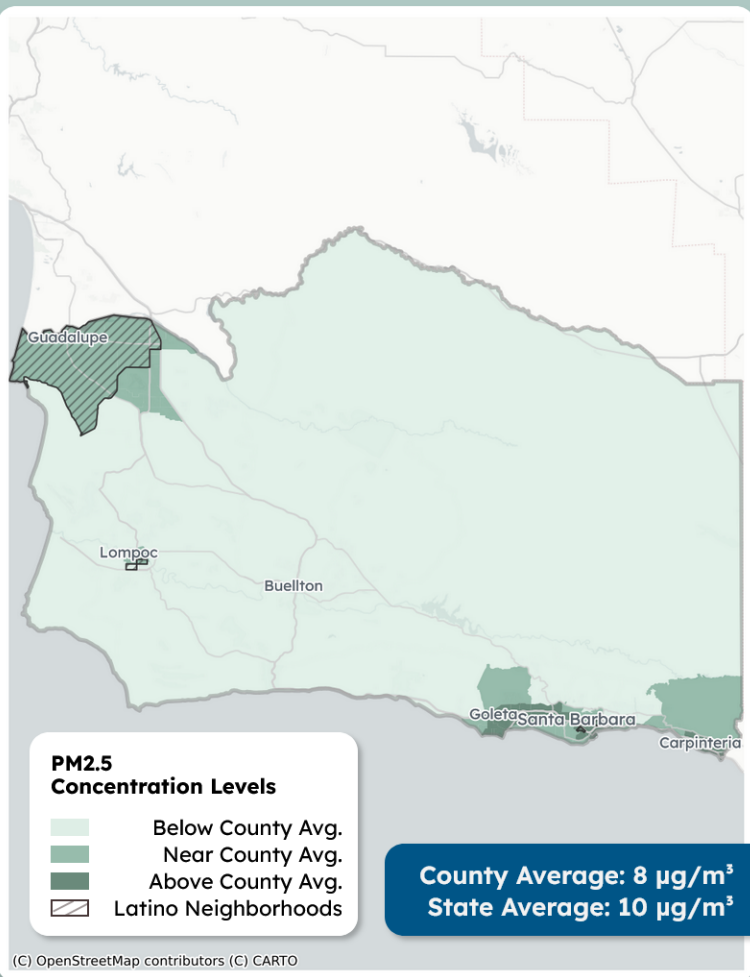 Guadalupe
Lompoc
Buellton
Goleta
Santa Barbara
Carpinteria
PM2.5
Concentration Levels
Below County Avg.
Near County Avg.
Above County Avg.
Latino Neighborhoods
County Average: 8 µg/m³
State Average: 10 µg/m³
(C) OpenStreetMap contributors (C) CARTO